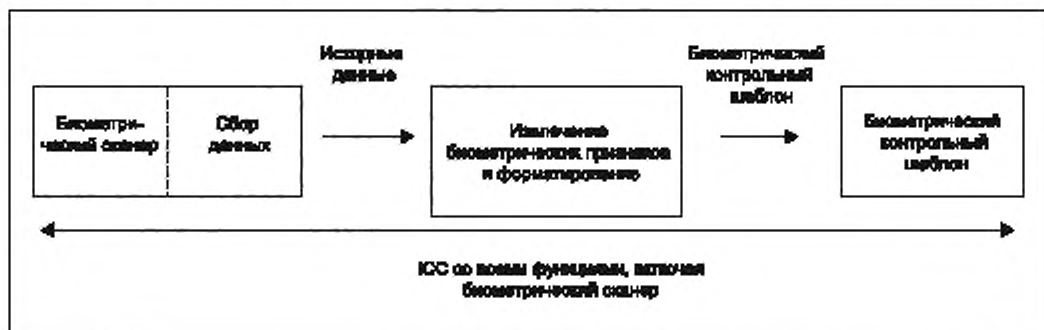 Исходные
данные
Биометрический
контрольный
шаблон
Биометри-
ческий сканер
Сбор
данных
Извлечение
биометрических признаков
и форматирование
Биометрический
контрольный
шаблон
ICC со всеми функциями, включая
биометрический сканер